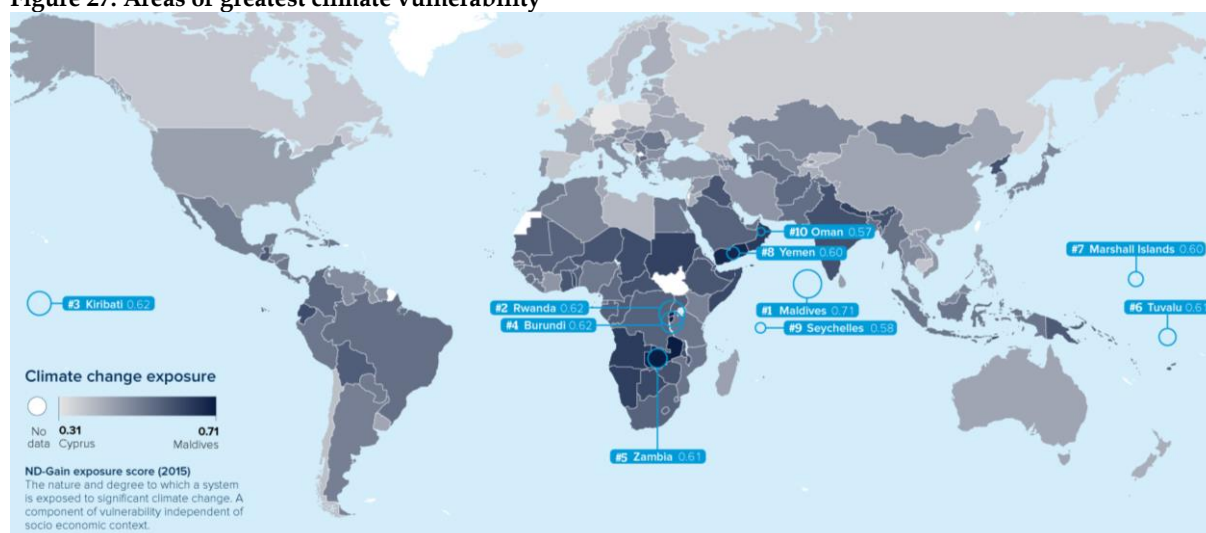 Figure 27: Areas of greatest climate vulnerability
#10 Oman 0.57
#8 Yemen 0.60
#7 Marshall Islands 0.60
#3 Kiribati 0.62
#2 Rwanda 0.62
#4 Burundi 0.62
#1 Maldives 0.71
#9 Seychelles 0.58
#6 Tuvalu 0.61
#5 Zambia 0.61
Climate change exposure
No data
0.31 Cyprus
0.71 Maldives
ND-Gain exposure score (2015)
The nature and degree to which a system
is exposed to significant climate change. A
component of vulnerability independent of
socio economic context.